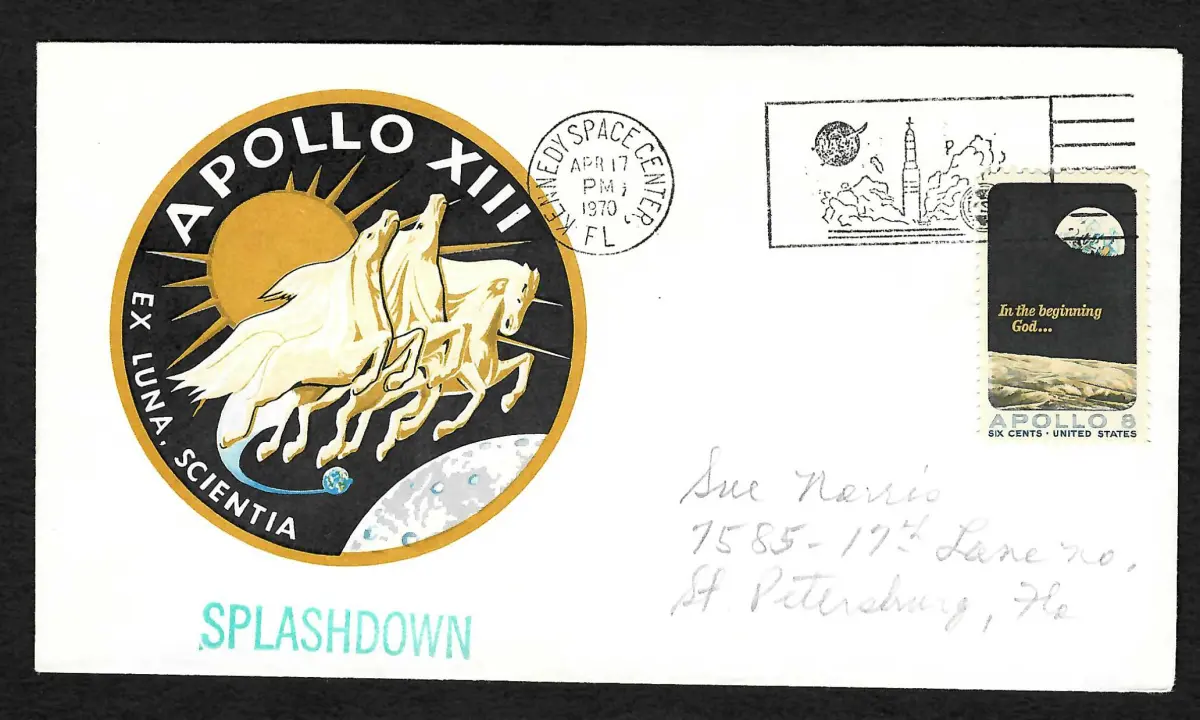 APOLLO XIII
EX LUNA, SCIENTIA
SPLASHDOWN
KENNEDY SPACE CENTER,
APR 17
PM
1970
FL
NASA
In the beginning
God...
APOLLO 8
SIX CENTS · UNITED STATES
Sue Norris
7585-17th Lane no,
St. Petersburg, Fla